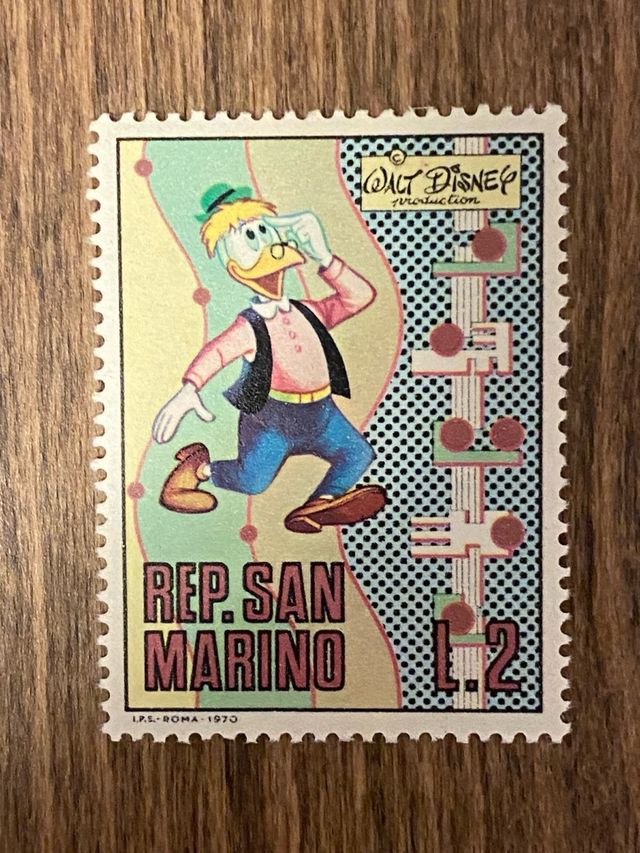 ©
WALT DISNEY
production
REP. SAN
MARINO
L.2
I.P.S.-ROMA-1970